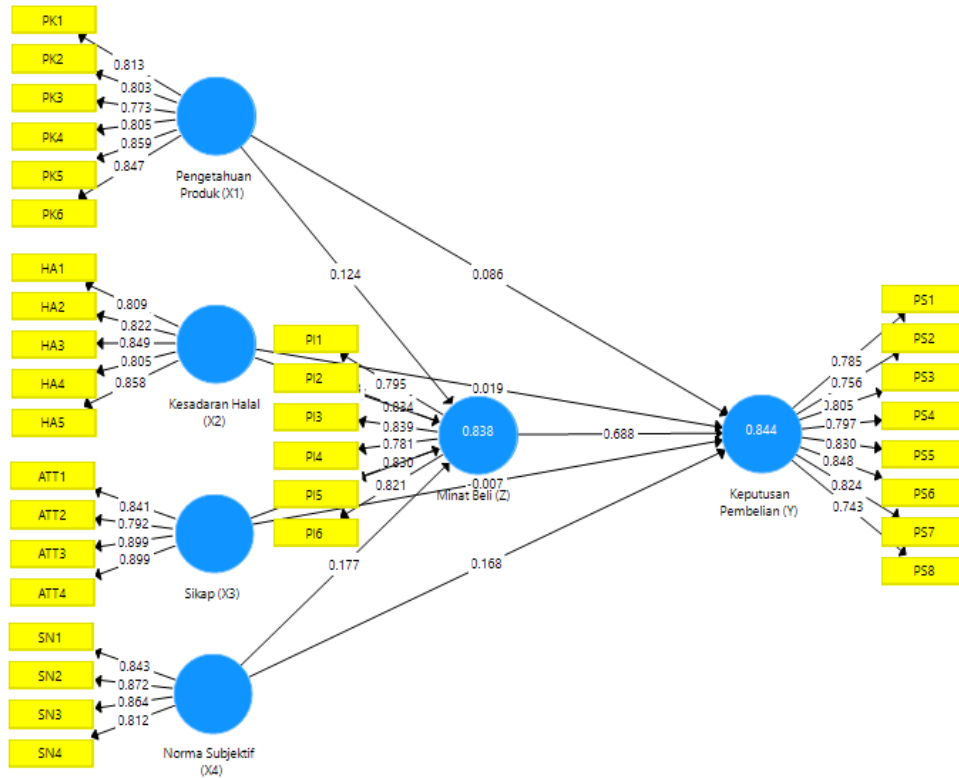 PK1
PK2
PK3
PK4
PK5
PK6
0.813
0.803
0.773
0.805
0.859
0.847
Pengetahuan
Produk (X1)
HA1
HA2
HA3
HA4
HA5
0.809
0.822
0.849
0.805
0.858
Kesadaran Halal
(X2)
ATT1
ATT2
ATT3
ATT4
0.841
0.792
0.899
0.899
Sikap (X3)
SN1
SN2
SN3
SN4
0.843
0.872
0.864
0.812
Norma Subjektif
(X4)
0.124
0.086
0.019
-0.007
0.177
0.168
0.688
PI1
PI2
PI3
PI4
PI5
PI6
0.795
0.834
0.839
0.781
0.830
0.821
0.838
Minat Beli (Z)
0.844
Keputusan
Pembelian (Y)
0.785
0.756
0.805
0.797
0.830
0.848
0.824
0.743
PS1
PS2
PS3
PS4
PS5
PS6
PS7
PS8